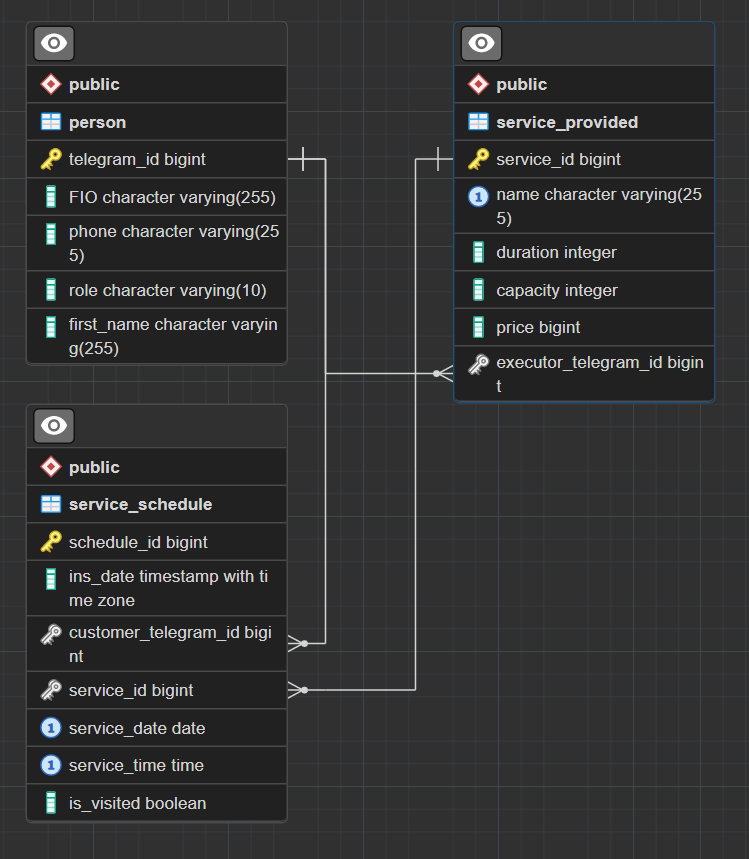 public
person
telegram_id bigint
FIO character varying(255)
phone character varying(25
5)
role character varying(10)
first_name character varyin
g(255)
public
service_provided
service_id bigint
1 name character varying(25
5)
duration integer
capacity integer
price bigint
executor_telegram_id bigin
t
public
service_schedule
schedule_id bigint
ins_date timestamp with ti
me zone
customer_telegram_id bigi
nt
service_id bigint
1 service_date date
1 service_time time
is_visited boolean